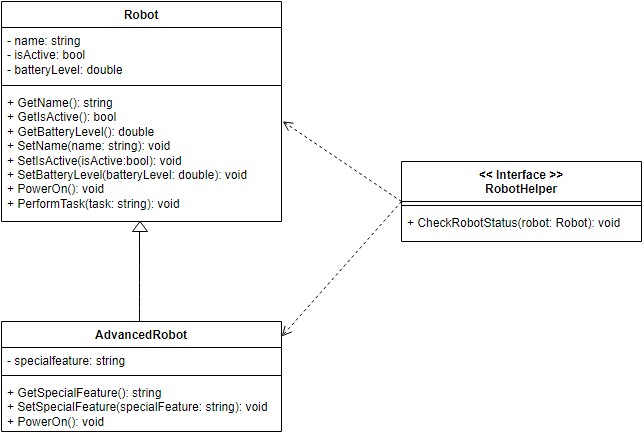 Robot
- name: string
- isActive: bool
- batteryLevel: double
+ GetName(): string
+ GetIsActive(): bool
+ GetBatteryLevel(): double
+ SetName(name: string): void
+ SetIsActive(isActive:bool): void
+ SetBatteryLevel(batteryLevel: double): void
+ PowerOn(): void
+ PerformTask(task: string): void
<< Interface >>
RobotHelper
+ CheckRobotStatus(robot: Robot): void
AdvancedRobot
- specialfeature: string
+ GetSpecialFeature(): string
+ SetSpecialFeature(specialFeature: string): void
+ PowerOn(): void